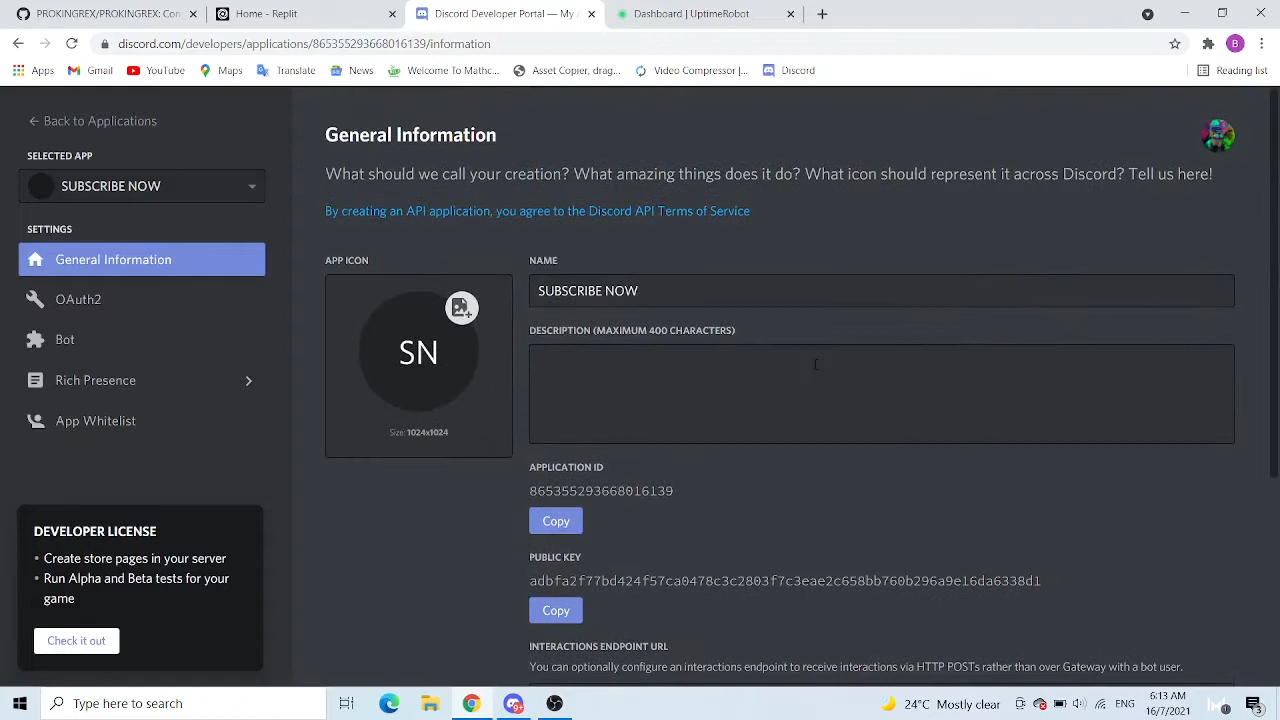 PROKINGREX/PROKINGREX: Con
Home - Replit
Discord Developer Portal — My A
Dashboard | UptimeRobot
discord.com/developers/applications/865355293668016139/information
B
Apps
Gmail
YouTube
Maps
Translate
News
Welcome To Mathc...
Asset Copier, drag...
Video Compressor |...
Discord
Reading list
← Back to Applications
SELECTED APP
SUBSCRIBE NOW
SETTINGS
General Information
OAuth2
Bot
Rich Presence
App Whitelist
DEVELOPER LICENSE
• Create store pages in your server
• Run Alpha and Beta tests for your
game
Check it out
General Information
What should we call your creation? What amazing things does it do? What icon should represent it across Discord? Tell us here!
By creating an API application, you agree to the Discord API Terms of Service
APP ICON
SN
Size: 1024x1024
NAME
SUBSCRIBE NOW
DESCRIPTION (MAXIMUM 400 CHARACTERS)
APPLICATION ID
865355293668016139
Copy
PUBLIC KEY
adbfa2f77bd424f57ca0478c3c2803f7c3eae2c658bb760b296a9e16da6338d1
Copy
INTERACTIONS ENDPOINT URL
You can optionally configure an interactions endpoint to receive interactions via HTTP POSTs rather than over Gateway with a bot user.
Type here to search
9+
24°C Mostly clear
6:13 AM
16/7/2021
3